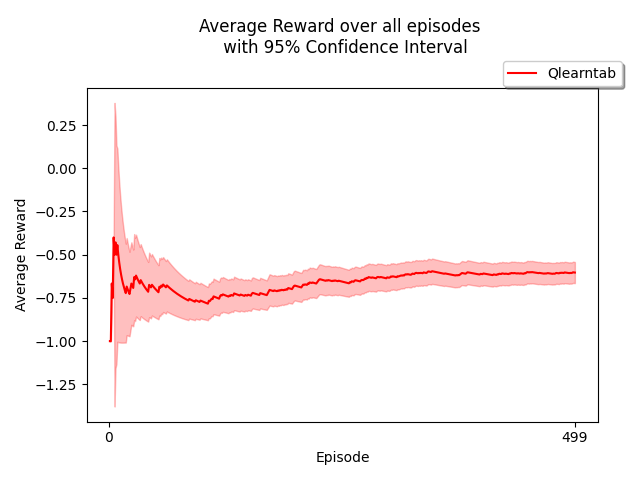 Average Reward over all episodes
with 95% Confidence Interval
Qlearntab
0.25
0.00
−0.25
−0.50
−0.75
−1.00
−1.25
Average Reward
0
499
Episode